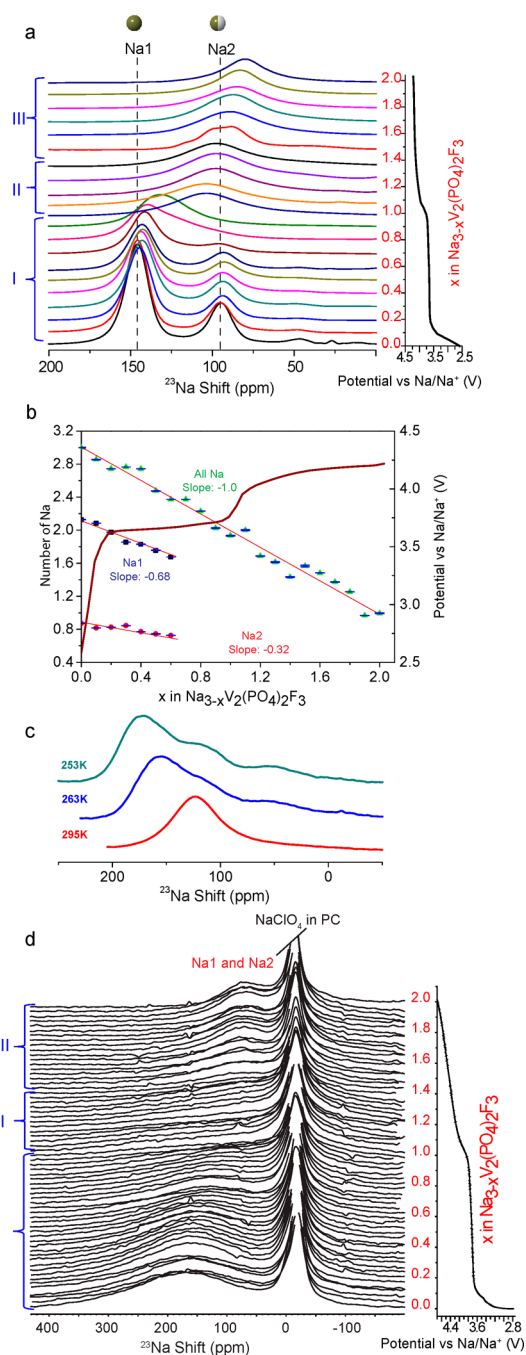 a
Na1
Na2
III
II
I
200
150
100
50
²³Na Shift (ppm)
2.0
1.8
1.6
1.4
1.2
1.0
0.8
0.6
0.4
0.2
0.0
x in Na₃₋ₓV₂(PO₄)₂F₃
4.5
3.5
2.5
Potential vs Na/Na⁺ (V)
b
3.2
2.8
2.4
2.0
1.6
1.2
0.8
0.4
Number of Na
All Na
Slope: -1.0
Na1
Slope: -0.68
Na2
Slope: -0.32
4.5
4.0
3.5
3.0
2.5
Potential vs Na/Na⁺ (V)
0.0
0.4
0.8
1.2
1.6
2.0
x in Na₃₋ₓV₂(PO₄)₂F₃
c
253K
263K
295K
200
100
0
²³Na Shift (ppm)
NaClO₄ in PC
d
Na1 and Na2
II
I
400
300
200
100
0
-100
²³Na Shift (ppm)
2.0
1.8
1.6
1.4
1.2
1.0
0.8
0.6
0.4
0.2
0.0
x in Na₃₋ₓV₂(PO₄)₂F₃
4.4
3.6
2.8
Potential vs Na/Na⁺ (V)